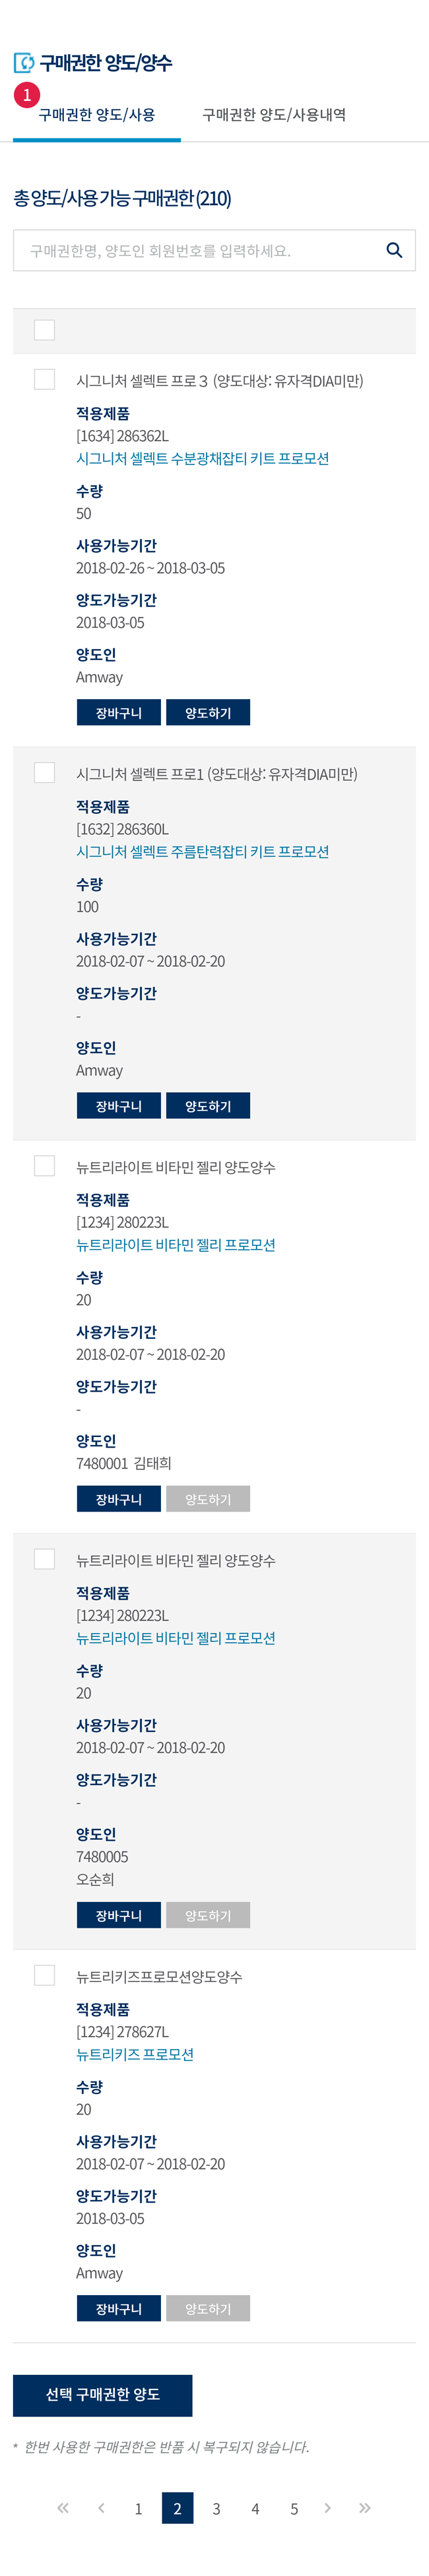 구매권한 양도/양수
1
구매권한 양도/사용 구매권한 양도/사용내역
총 양도/사용 가능 구매권한 (210)
구매권한명, 양도인 회원번호를 입력하세요.
시그니처 셀렉트 프로 3 (양도대상: 유자격DIA미만)
적용제품
[1634] 286362L
시그니처 셀렉트 수분광채잡티 키트 프로모션
수량
50
사용가능기간
2018-02-26 ~ 2018-03-05
양도가능기간
2018-03-05
양도인
Amway
장바구니 양도하기
시그니처 셀렉트 프로1 (양도대상: 유자격DIA미만)
적용제품
[1632] 286360L
시그니처 셀렉트 주름탄력잡티 키트 프로모션
수량
100
사용가능기간
2018-02-07 ~ 2018-02-20
양도가능기간
-
양도인
Amway
장바구니 양도하기
뉴트리라이트 비타민 젤리 양도양수
적용제품
[1234] 280223L
뉴트리라이트 비타민 젤리 프로모션
수량
20
사용가능기간
2018-02-07 ~ 2018-02-20
양도가능기간
-
양도인
7480001 김태희
장바구니 양도하기
뉴트리라이트 비타민 젤리 양도양수
적용제품
[1234] 280223L
뉴트리라이트 비타민 젤리 프로모션
수량
20
사용가능기간
2018-02-07 ~ 2018-02-20
양도가능기간
-
양도인
7480005
오순희
장바구니 양도하기
뉴트리키즈프로모션양도양수
적용제품
[1234] 278627L
뉴트리키즈 프로모션
수량
20
사용가능기간
2018-02-07 ~ 2018-02-20
양도가능기간
2018-03-05
양도인
Amway
장바구니 양도하기
선택 구매권한 양도
* 한번 사용한 구매권한은 반품 시 복구되지 않습니다.
« ‹ 1 2 3 4 5 › »